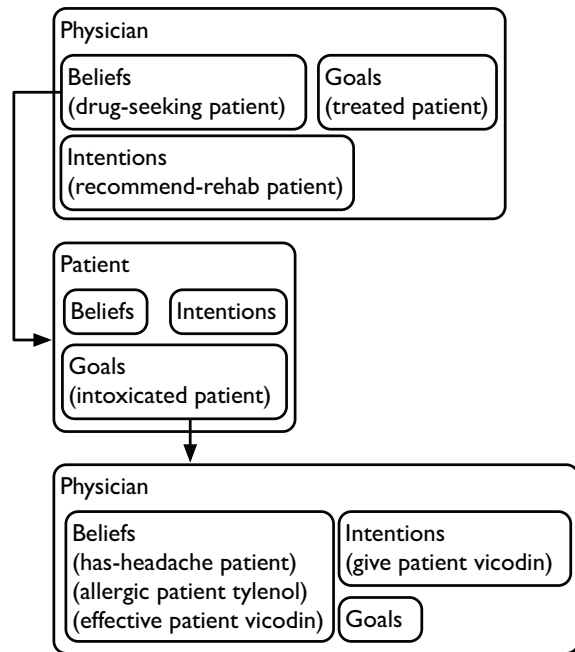 Physician
Beliefs
(drug-seeking patient)
Goals
(treated patient)
Intentions
(recommend-rehab patient)
Patient
Beliefs
Intentions
Goals
(intoxicated patient)
Physician
Beliefs
(has-headache patient)
(allergic patient tylenol)
(effective patient vicodin)
Intentions
(give patient vicodin)
Goals